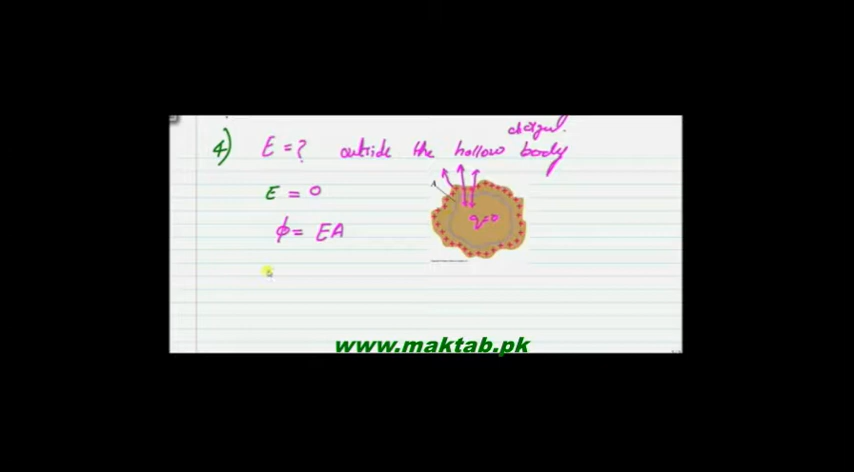 charged.
4) E = ? outside the hollow body
E = 0
A
q=0
φ = EA
www.maktab.pk